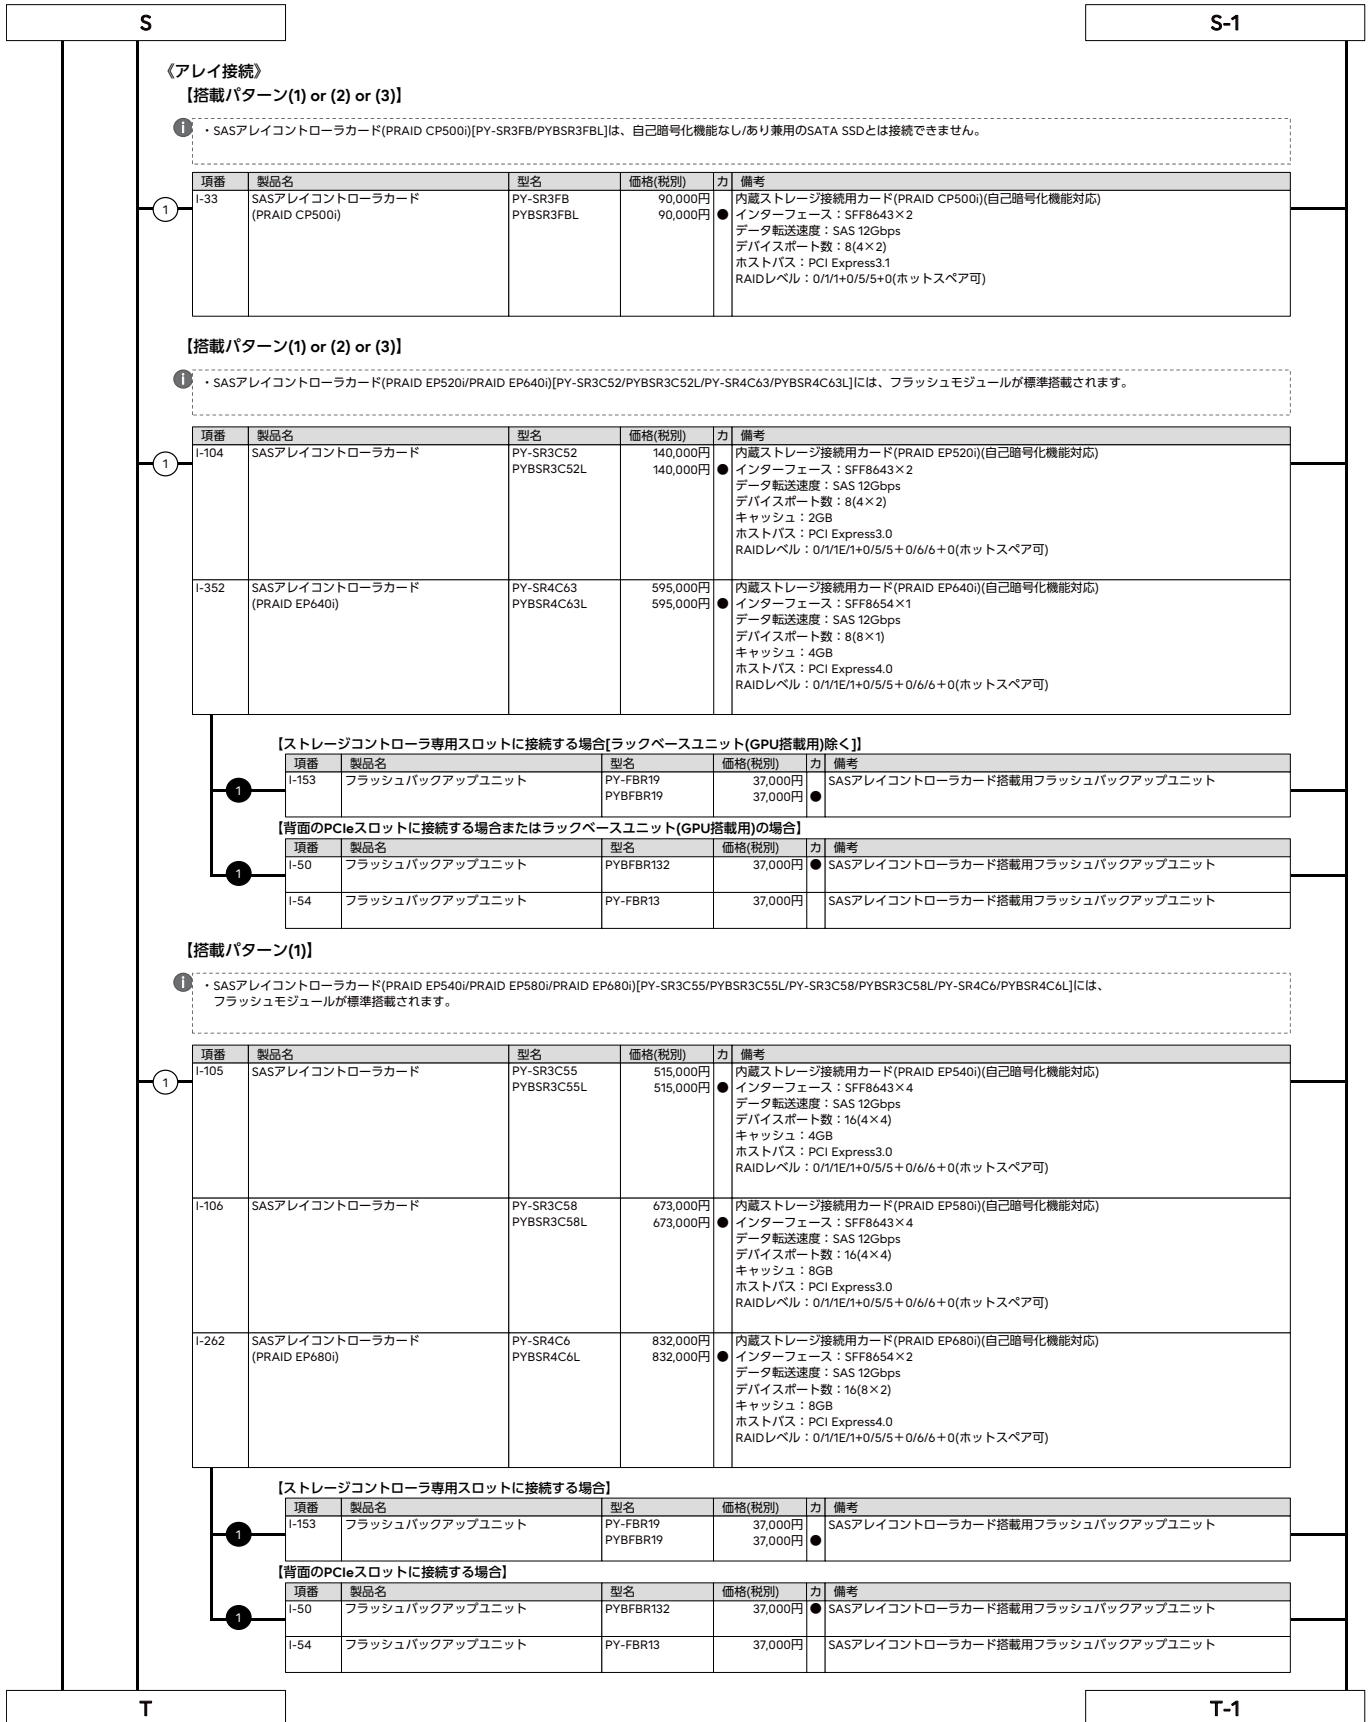 S
S-1
《アレイ接続》
【搭載パターン(1) or (2) or (3)】
・SASアレイコントローラカード(PRAID CP500i)[PY-SR3FB/PYBSR3FBL]は、自己暗号化機能なし/あり兼用のSATA SSDとは接続できません。
項番 製品名 型名 価格(税別) カ 備考
1
I-33 SASアレイコントローラカード PY-SR3FB 90,000円 内蔵ストレージ接続用カード(PRAID CP500i)(自己暗号化機能対応)
(PRAID CP500i) PYBSR3FBL 90,000円 ● インターフェース：SFF8643×2
データ転送速度：SAS 12Gbps
デバイスポート数：8(4×2)
ホストバス：PCI Express3.1
RAIDレベル：0/1/1+0/5/5+0(ホットスペア可)
【搭載パターン(1) or (2) or (3)】
・SASアレイコントローラカード(PRAID EP520i/PRAID EP640i)[PY-SR3C52/PYBSR3C52L/PY-SR4C63/PYBSR4C63L]には、フラッシュモジュールが標準搭載されます。
項番 製品名 型名 価格(税別) カ 備考
1
I-104 SASアレイコントローラカード PY-SR3C52 140,000円 内蔵ストレージ接続用カード(PRAID EP520i)(自己暗号化機能対応)
PYBSR3C52L 140,000円 ● インターフェース：SFF8643×2
データ転送速度：SAS 12Gbps
デバイスポート数：8(4×2)
キャッシュ：2GB
ホストバス：PCI Express3.0
RAIDレベル：0/1/1E/1+0/5/5＋0/6/6＋0(ホットスペア可)
I-352 SASアレイコントローラカード PY-SR4C63 595,000円 内蔵ストレージ接続用カード(PRAID EP640i)(自己暗号化機能対応)
(PRAID EP640i) PYBSR4C63L 595,000円 ● インターフェース：SFF8654×1
データ転送速度：SAS 12Gbps
デバイスポート数：8(8×1)
キャッシュ：4GB
ホストバス：PCI Express4.0
RAIDレベル：0/1/1E/1+0/5/5＋0/6/6＋0(ホットスペア可)
【ストレージコントローラ専用スロットに接続する場合[ラックベースユニット(GPU搭載用)除く]】
項番 製品名 型名 価格(税別) カ 備考
1
I-153 フラッシュバックアップユニット PY-FBR19 37,000円 SASアレイコントローラカード搭載用フラッシュバックアップユニット
PYBFBR19 37,000円 ●
【背面のPCIeスロットに接続する場合またはラックベースユニット(GPU搭載用)の場合】
項番 製品名 型名 価格(税別) カ 備考
1
I-50 フラッシュバックアップユニット PYBFBR132 37,000円 ● SASアレイコントローラカード搭載用フラッシュバックアップユニット
I-54 フラッシュバックアップユニット PY-FBR13 37,000円 SASアレイコントローラカード搭載用フラッシュバックアップユニット
【搭載パターン(1)】
・SASアレイコントローラカード(PRAID EP540i/PRAID EP580i/PRAID EP680i)[PY-SR3C55/PYBSR3C55L/PY-SR3C58/PYBSR3C58L/PY-SR4C6/PYBSR4C6L]には、
フラッシュモジュールが標準搭載されます。
項番 製品名 型名 価格(税別) カ 備考
1
I-105 SASアレイコントローラカード PY-SR3C55 515,000円 内蔵ストレージ接続用カード(PRAID EP540i)(自己暗号化機能対応)
PYBSR3C55L 515,000円 ● インターフェース：SFF8643×4
データ転送速度：SAS 12Gbps
デバイスポート数：16(4×4)
キャッシュ：4GB
ホストバス：PCI Express3.0
RAIDレベル：0/1/1E/1+0/5/5＋0/6/6＋0(ホットスペア可)
I-106 SASアレイコントローラカード PY-SR3C58 673,000円 内蔵ストレージ接続用カード(PRAID EP580i)(自己暗号化機能対応)
PYBSR3C58L 673,000円 ● インターフェース：SFF8643×4
データ転送速度：SAS 12Gbps
デバイスポート数：16(4×4)
キャッシュ：8GB
ホストバス：PCI Express3.0
RAIDレベル：0/1/1E/1+0/5/5＋0/6/6＋0(ホットスペア可)
I-262 SASアレイコントローラカード PY-SR4C6 832,000円 内蔵ストレージ接続用カード(PRAID EP680i)(自己暗号化機能対応)
(PRAID EP680i) PYBSR4C6L 832,000円 ● インターフェース：SFF8654×2
データ転送速度：SAS 12Gbps
デバイスポート数：16(8×2)
キャッシュ：8GB
ホストバス：PCI Express4.0
RAIDレベル：0/1/1E/1+0/5/5＋0/6/6＋0(ホットスペア可)
【ストレージコントローラ専用スロットに接続する場合】
項番 製品名 型名 価格(税別) カ 備考
1
I-153 フラッシュバックアップユニット PY-FBR19 37,000円 SASアレイコントローラカード搭載用フラッシュバックアップユニット
PYBFBR19 37,000円 ●
【背面のPCIeスロットに接続する場合】
項番 製品名 型名 価格(税別) カ 備考
1
I-50 フラッシュバックアップユニット PYBFBR132 37,000円 ● SASアレイコントローラカード搭載用フラッシュバックアップユニット
I-54 フラッシュバックアップユニット PY-FBR13 37,000円 SASアレイコントローラカード搭載用フラッシュバックアップユニット
T
T-1